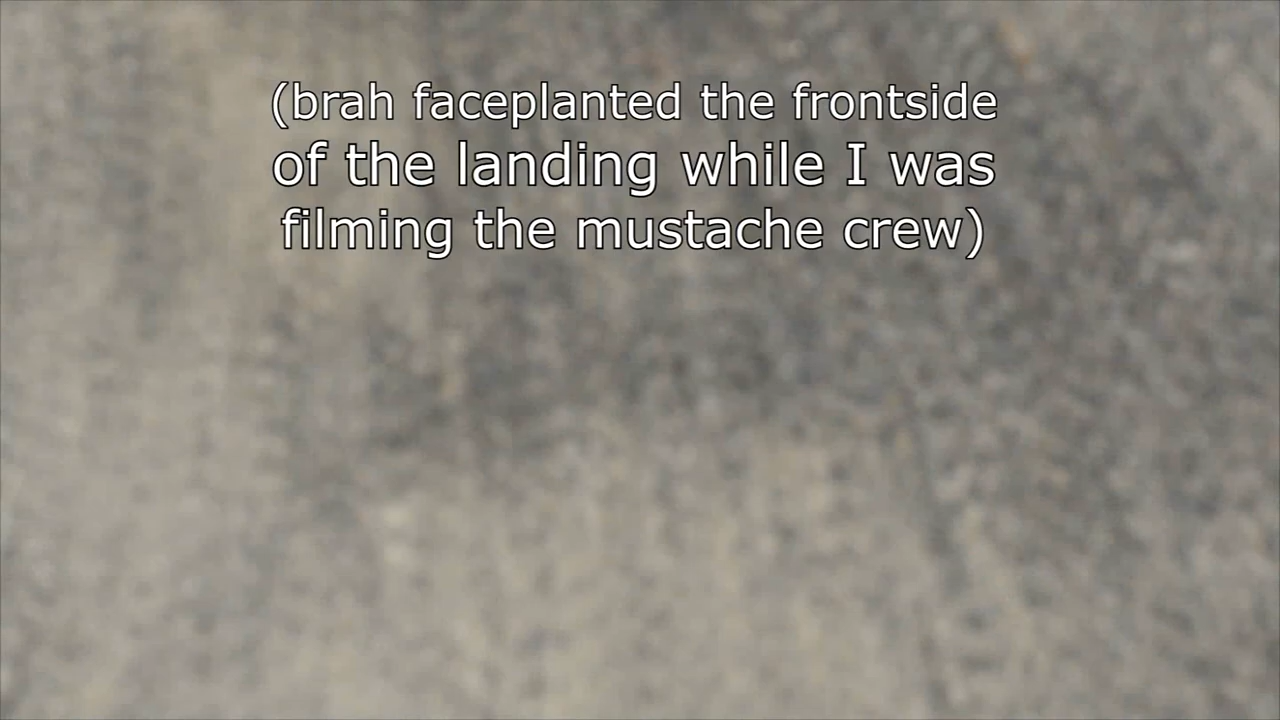 (brah faceplanted the frontside
of the landing while I was
filming the mustache crew)